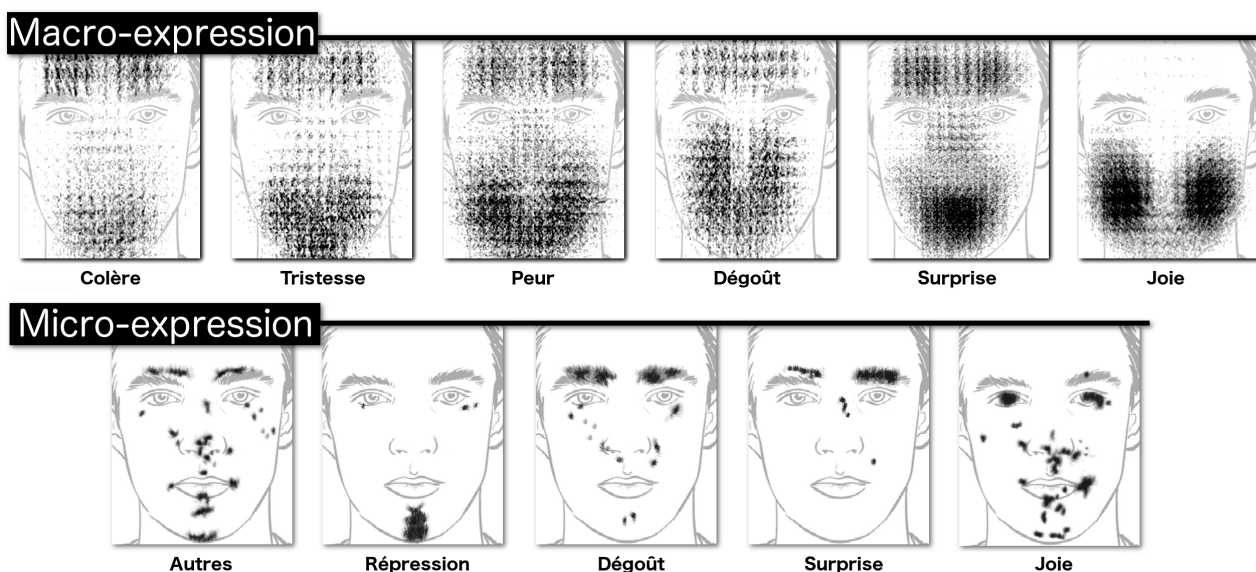 Macro-expression
Colère Tristesse Peur Dégoût Surprise Joie
Micro-expression
Autres Répression Dégoût Surprise Joie